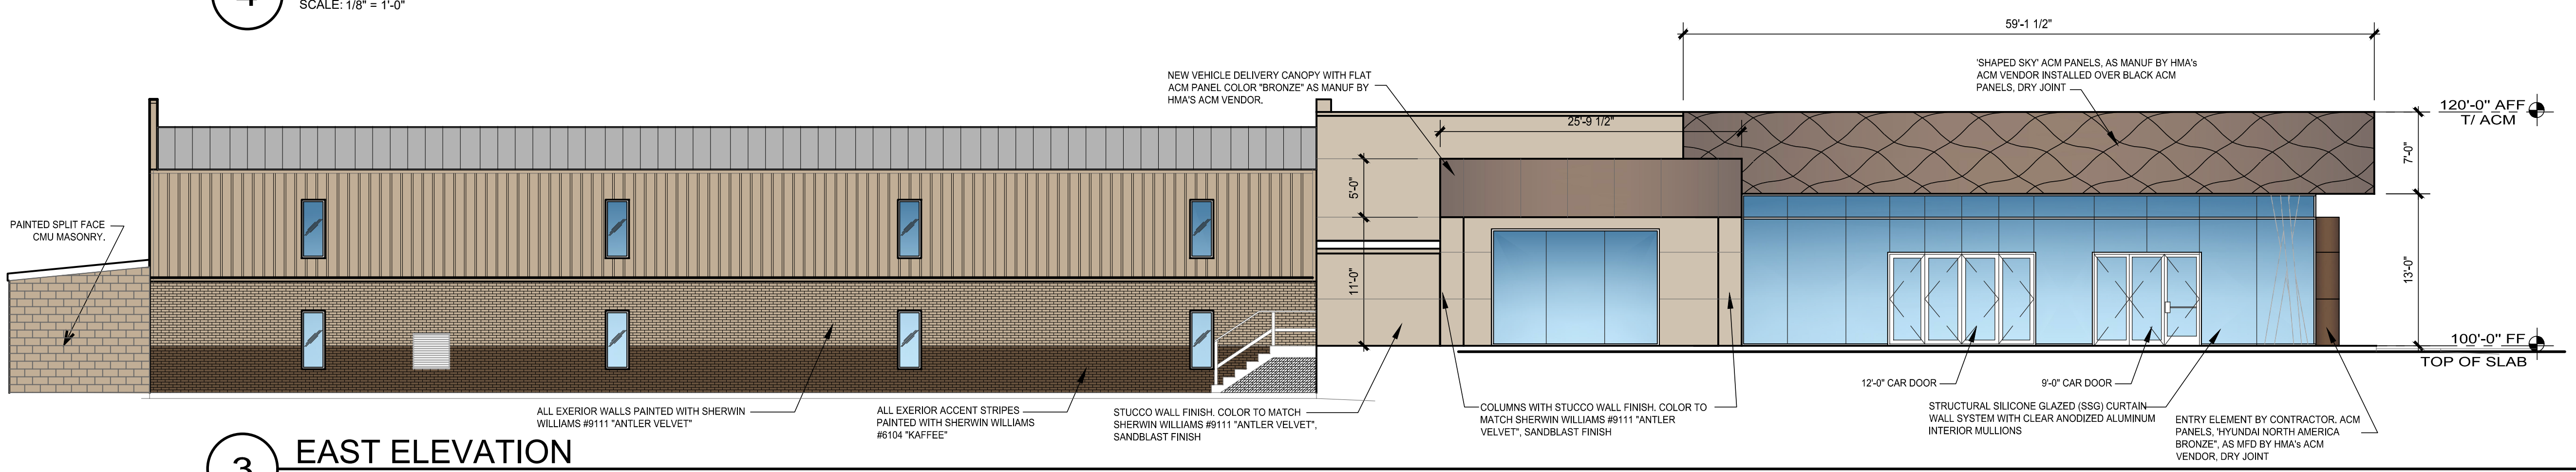 4
SCALE: 1/8" = 1'-0"
59'-1 1/2"
NEW VEHICLE DELIVERY CANOPY WITH FLAT
ACM PANEL COLOR "BRONZE" AS MANUF BY
HMA'S ACM VENDOR.
'SHAPED SKY' ACM PANELS, AS MANUF BY HMA's
ACM VENDOR INSTALLED OVER BLACK ACM
PANELS, DRY JOINT
120'-0" AFF
T/ ACM
25'-9 1/2"
7'-0"
5'-0"
PAINTED SPLIT FACE
CMU MASONRY.
11'-0"
13'-0"
100'-0" FF
TOP OF SLAB
12'-0" CAR DOOR
9'-0" CAR DOOR
ALL EXERIOR WALLS PAINTED WITH SHERWIN
WILLIAMS #9111 "ANTLER VELVET"
ALL EXERIOR ACCENT STRIPES
PAINTED WITH SHERWIN WILLIAMS
#6104 "KAFFEE"
STUCCO WALL FINISH. COLOR TO MATCH
SHERWIN WILLIAMS #9111 "ANTLER VELVET",
SANDBLAST FINISH
COLUMNS WITH STUCCO WALL FINISH. COLOR TO
MATCH SHERWIN WILLIAMS #9111 "ANTLER
VELVET", SANDBLAST FINISH
STRUCTURAL SILICONE GLAZED (SSG) CURTAIN
WALL SYSTEM WITH CLEAR ANODIZED ALUMINUM
INTERIOR MULLIONS
ENTRY ELEMENT BY CONTRACTOR. ACM
PANELS, 'HYUNDAI NORTH AMERICA
BRONZE", AS MFD BY HMA's ACM
VENDOR, DRY JOINT
3
EAST ELEVATION